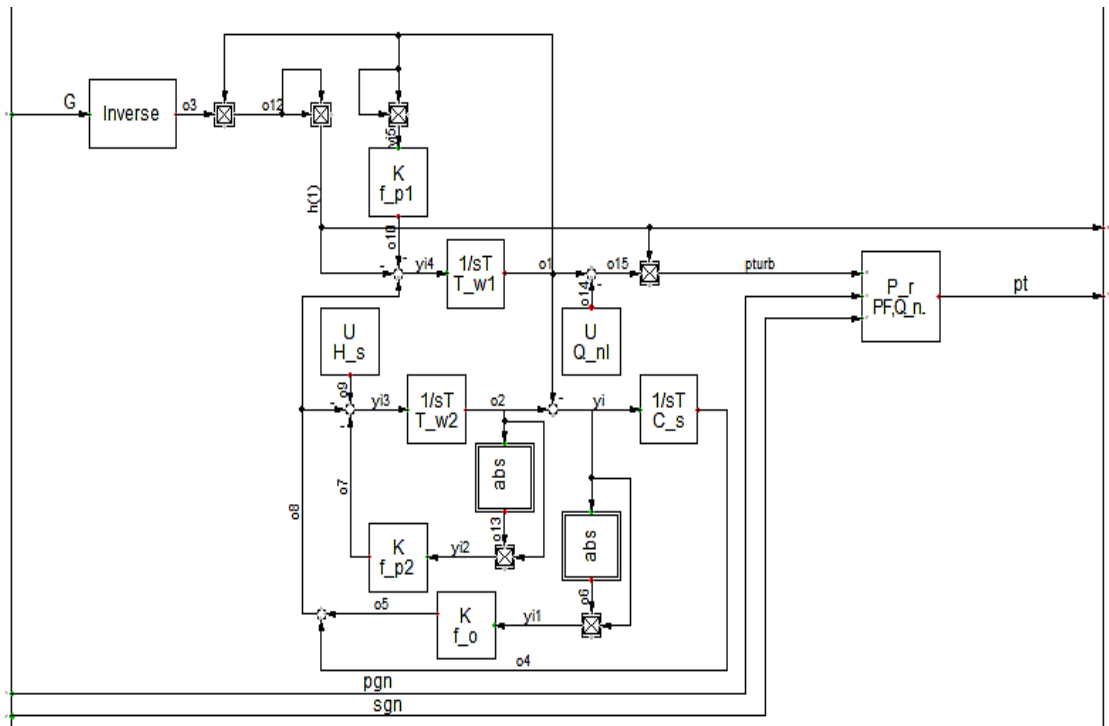 G
Inverse
o3
o12
yi5
K
f_p1
h(1)
o10
yi4
1/sT
T_w1
o1
o15
pturb
o14
P_r
PF,Q_n.
pt
U
H_s
U
Q_nl
o9
yi3
1/sT
T_w2
o2
yi
1/sT
C_s
abs
o7
o8
o13
abs
K
f_p2
yi2
o6
o5
K
f_o
yi1
o4
pgn
sgn